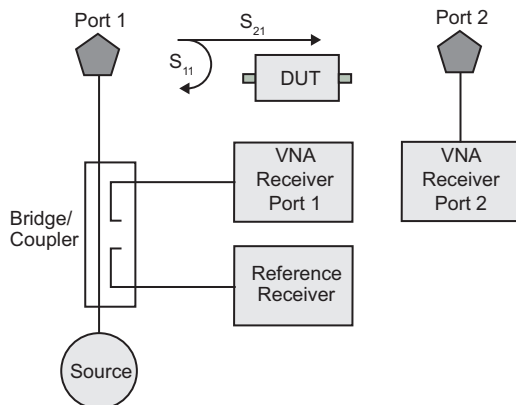 Port 1
Port 2
S21
S11
DUT
VNA
Receiver
Port 1
VNA
Receiver
Port 2
Bridge/
Coupler
Reference
Receiver
Source